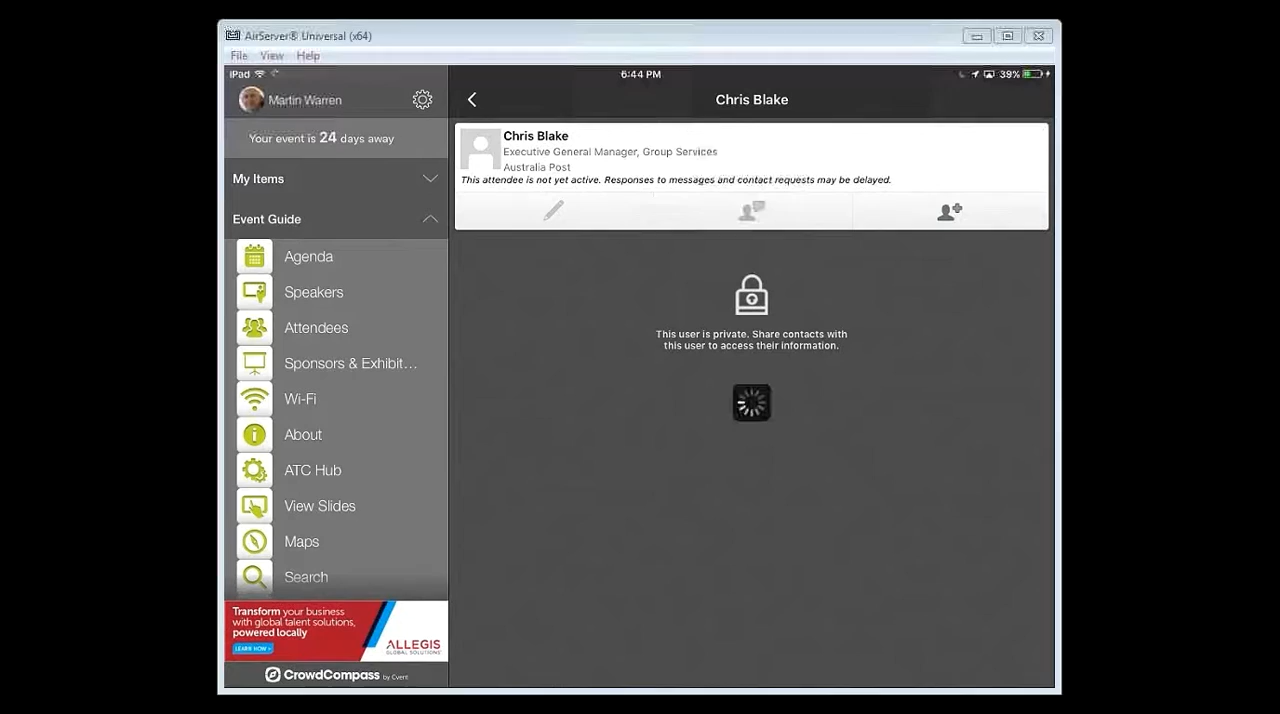 AirServer® Universal (x64)
File View Help
iPad 6:44 PM 39%
Martin Warren
Your event is 24 days away
My Items
Event Guide
Agenda
Speakers
Attendees
Sponsors & Exhibit...
Wi-Fi
About
ATC Hub
View Slides
Maps
Search
Transform your business
with global talent solutions,
powered locally
LEARN HOW >
ALLEGIS
GLOBAL SOLUTIONS
CrowdCompass by Cvent
Chris Blake
Chris Blake
Executive General Manager, Group Services
Australia Post
This attendee is not yet active. Responses to messages and contact requests may be delayed.
This user is private. Share contacts with
this user to access their information.